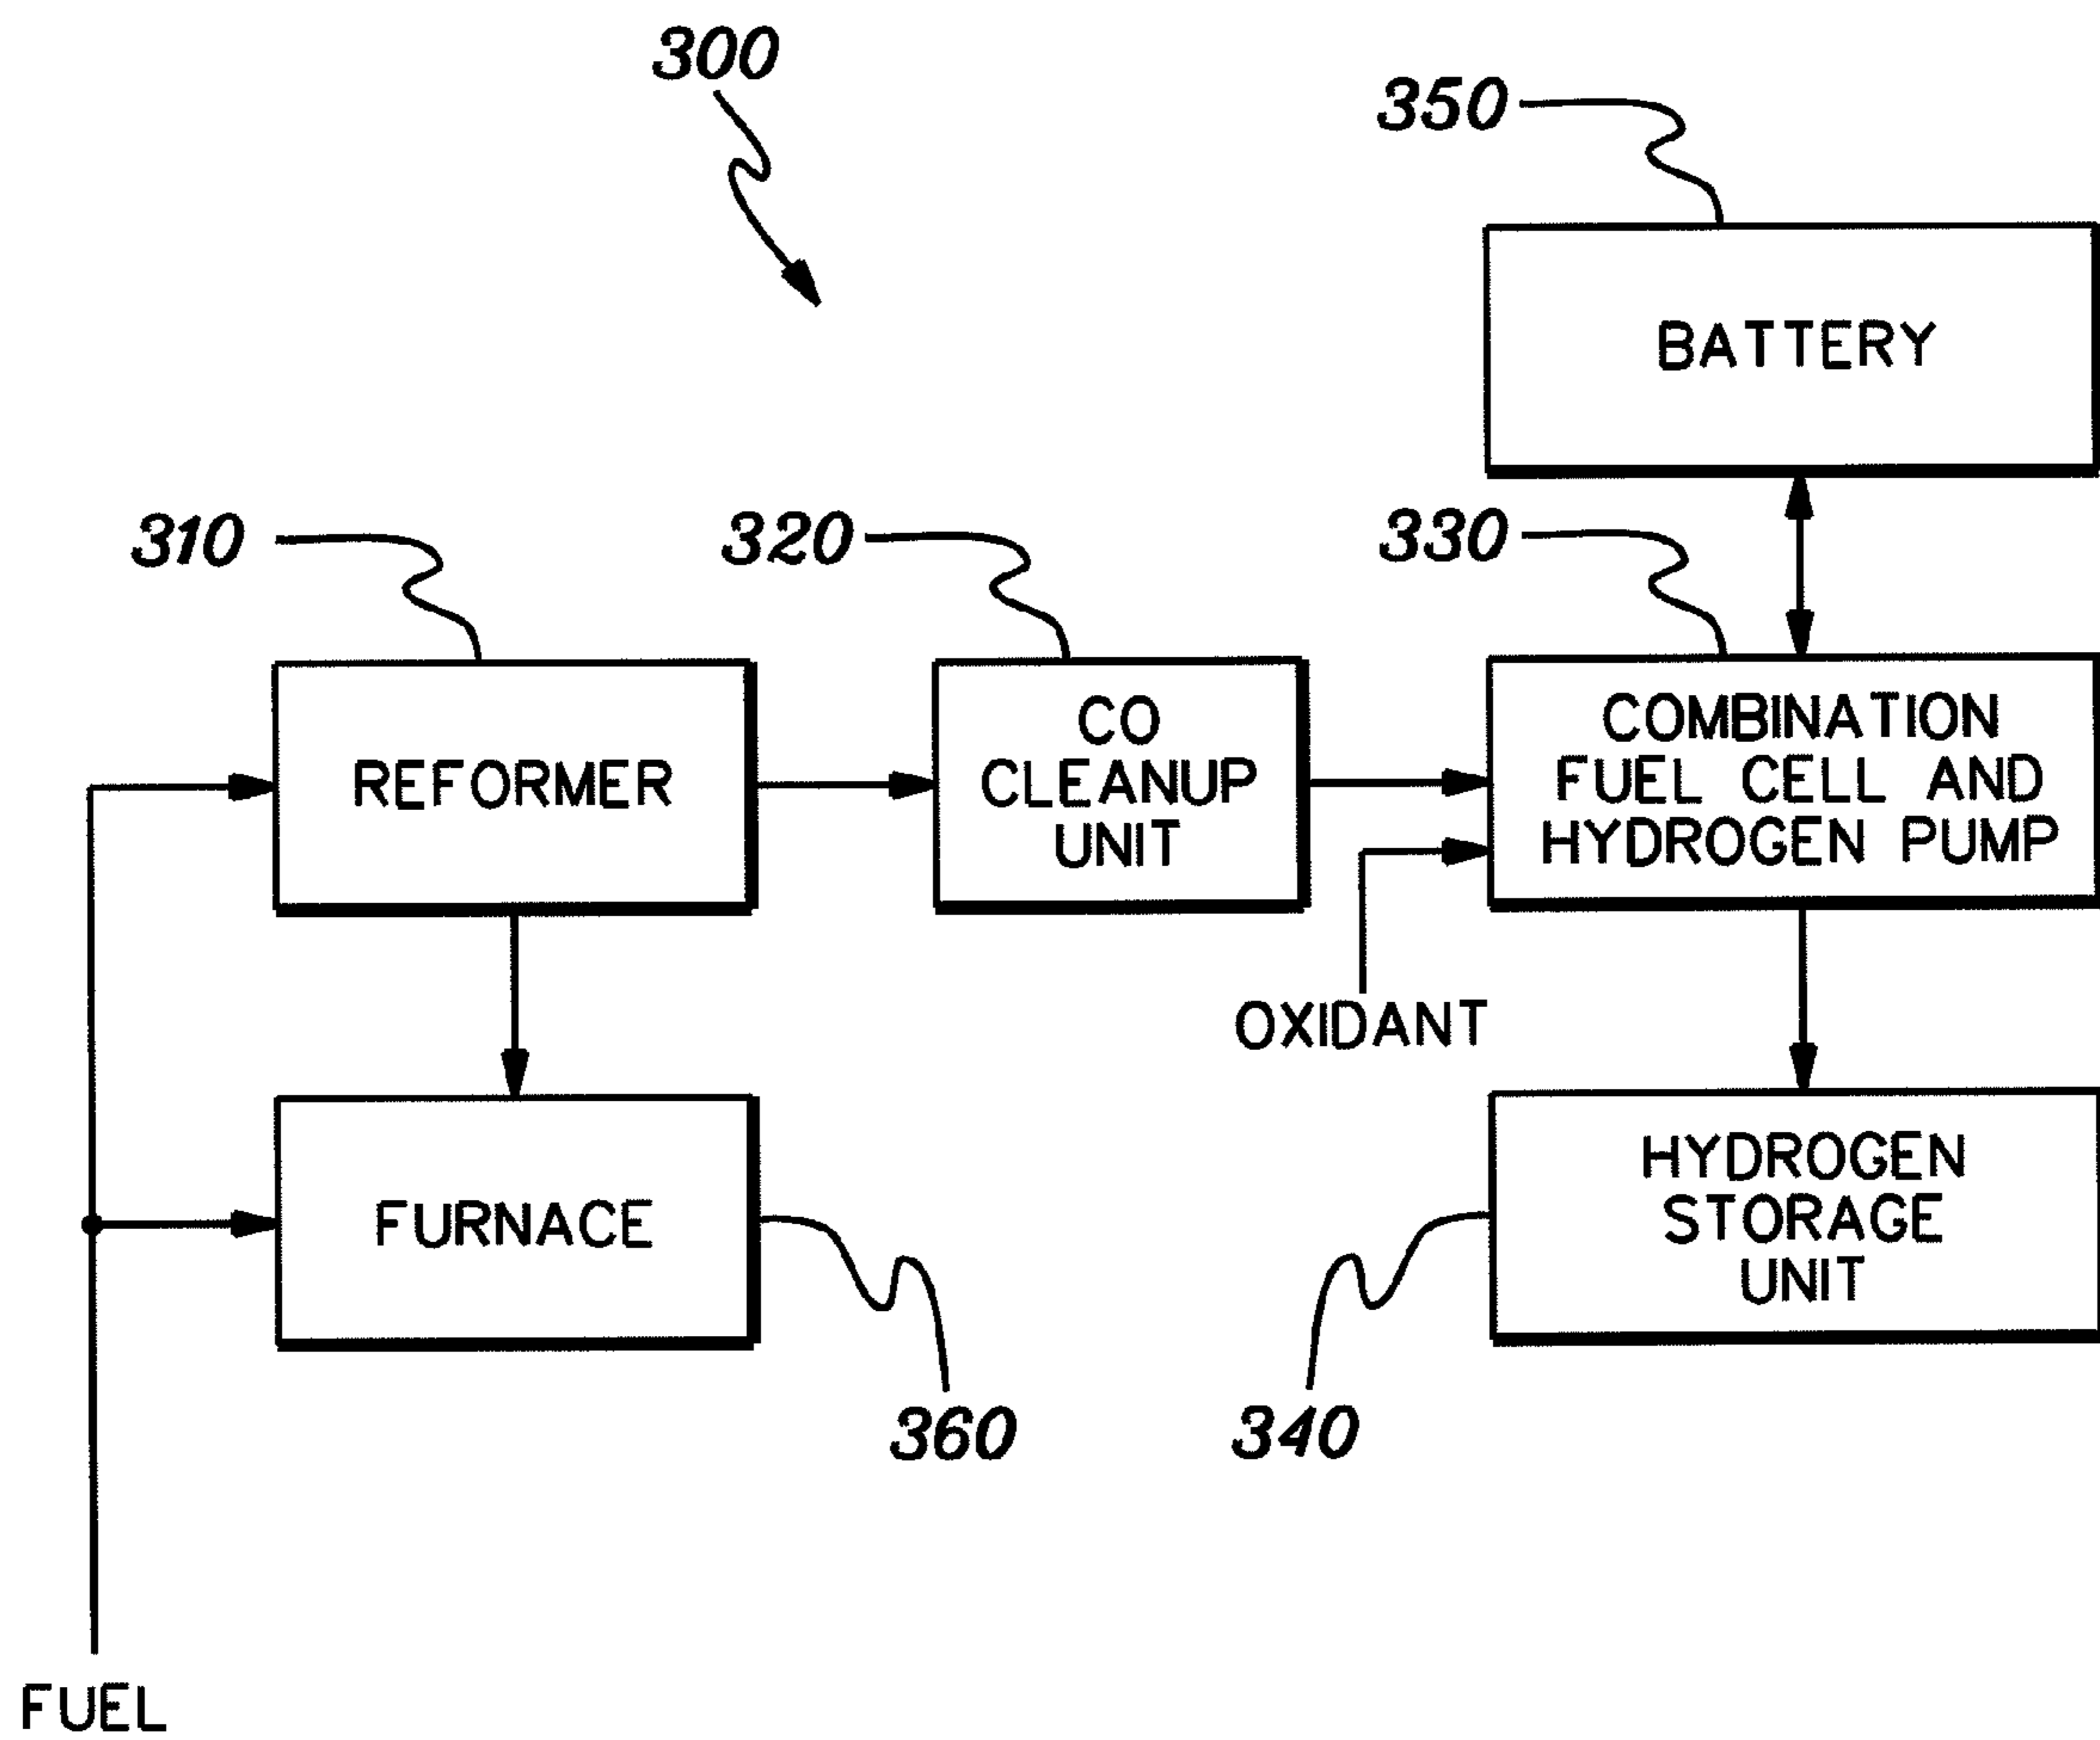 300
350
BATTERY
310
320
330
REFORMER
CO
CLEANUP
UNIT
COMBINATION
FUEL CELL AND
HYDROGEN PUMP
OXIDANT
FURNACE
HYDROGEN
STORAGE
UNIT
360
340
FUEL